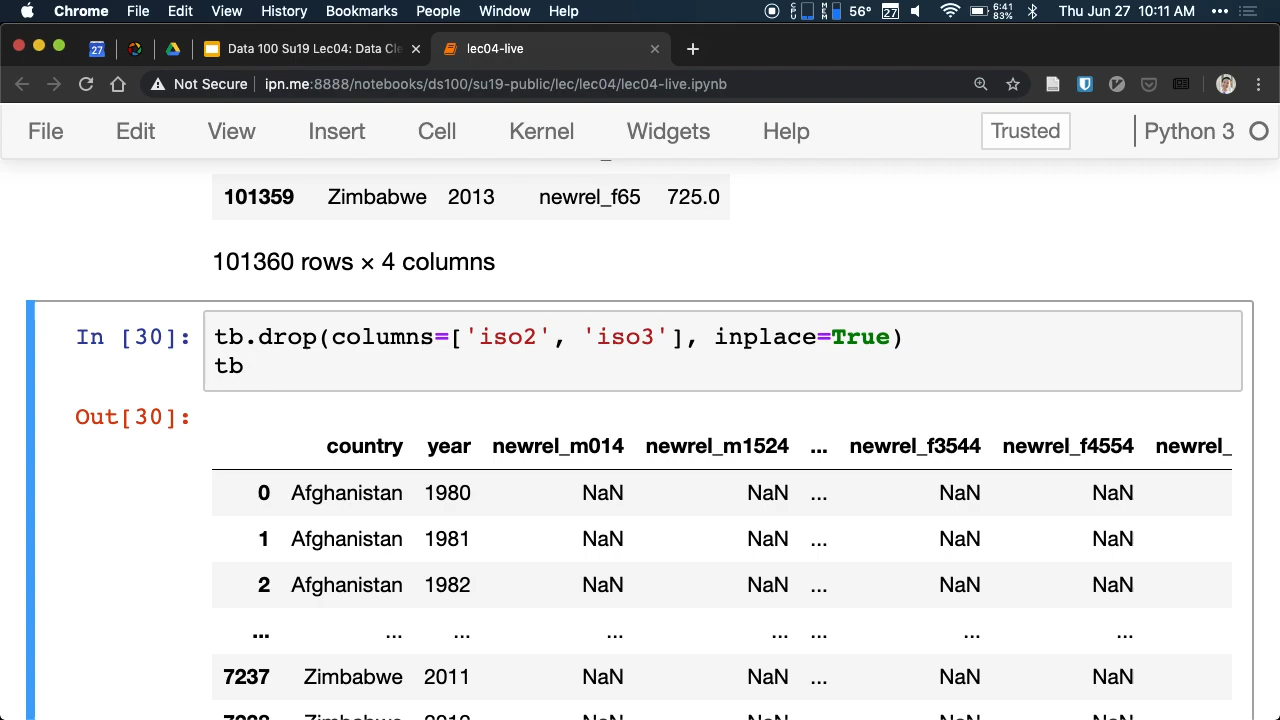 Chrome File Edit View History Bookmarks People Window Help 56° 27 6:41 83% Thu Jun 27 10:11 AM
27 Data 100 Su19 Lec04: Data Cle lec04-live
Not Secure ipn.me:8888/notebooks/ds100/su19-public/lec/lec04/lec04-live.ipynb
File Edit View Insert Cell Kernel Widgets Help Trusted Python 3
101359 Zimbabwe 2013 newrel_f65 725.0
101360 rows × 4 columns
In [30]: tb.drop(columns=['iso2', 'iso3'], inplace=True)
tb
Out[30]:
country year newrel_m014 newrel_m1524 ... newrel_f3544 newrel_f4554 newrel_
0 Afghanistan 1980 NaN NaN ... NaN NaN
1 Afghanistan 1981 NaN NaN ... NaN NaN
2 Afghanistan 1982 NaN NaN ... NaN NaN
... ... ... ... ... ... ... ...
7237 Zimbabwe 2011 NaN NaN ... NaN NaN